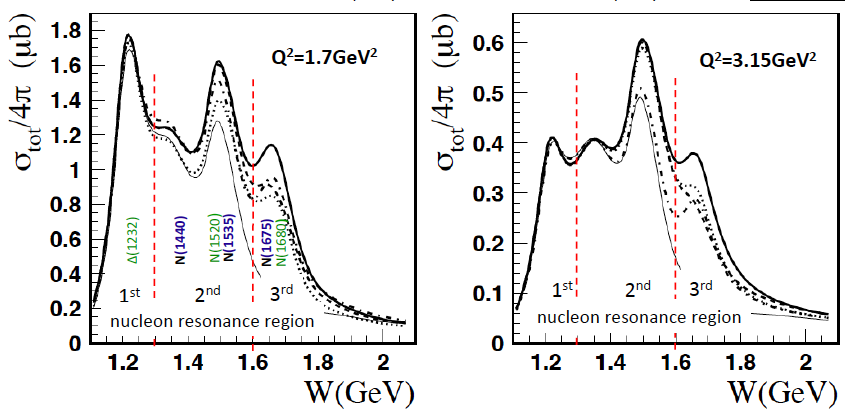 σtot/4π (μb)
1.8
1.6
1.4
1.2
1
0.8
0.6
0.4
0.2
0
Q²=1.7GeV²
Δ(1232)
N(1440)
N(1520)
N(1535)
N(1675)
N(1680)
1st 2nd 3rd
nucleon resonance region
1.2 1.4 1.6 1.8 2
W(GeV)
σtot/4π (μb)
0.6
0.5
0.4
0.3
0.2
0.1
0
Q²=3.15GeV²
1st 2nd 3rd
nucleon resonance region
1.2 1.4 1.6 1.8 2
W(GeV)